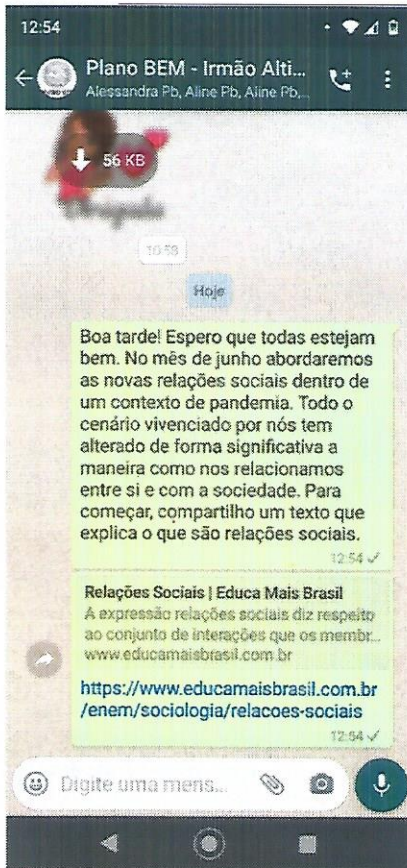 12:54
Plano BEM - Irmão Alti...
Alessandra Pb, Aline Pb, Aline Pb,...
56 KB
10:58
Hoje
Boa tarde! Espero que todas estejam
bem. No mês de junho abordaremos
as novas relações sociais dentro de
um contexto de pandemia. Todo o
cenário vivenciado por nós tem
alterado de forma significativa a
maneira como nos relacionamos
entre si e com a sociedade. Para
começar, compartilho um texto que
explica o que são relações sociais.
12:54
Relações Sociais | Educa Mais Brasil
A expressão relações sociais diz respeito
ao conjunto de interações que os membr...
www.educamaisbrasil.com.br
https://www.educamaisbrasil.com.br
/enem/sociologia/relacoes-sociais
12:54
Digite uma mens...